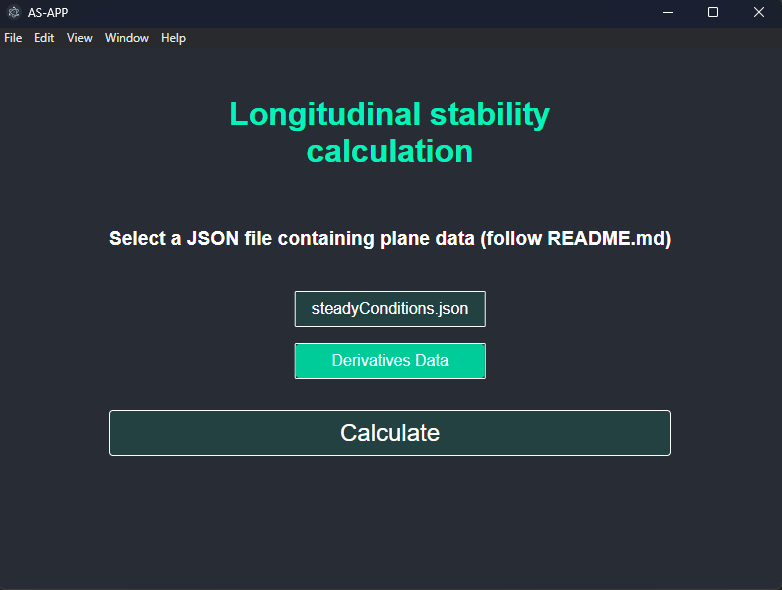 AS-APP
File Edit View Window Help
Longitudinal stability
calculation
Select a JSON file containing plane data (follow README.md)
steadyConditions.json
Derivatives Data
Calculate